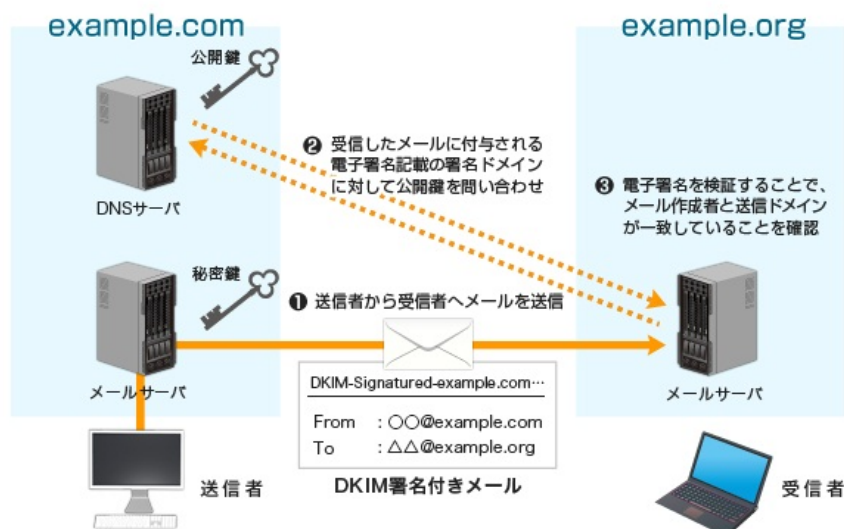 example.com
example.org
公開鍵
❷ 受信したメールに付与される
電子署名記載の署名ドメイン
に対して公開鍵を問い合わせ
DNSサーバ
❸ 電子署名を検証することで、
メール作成者と送信ドメイン
が一致していることを確認
秘密鍵
❶ 送信者から受信者へメールを送信
メールサーバ
メールサーバ
DKIM-Signatured-example.com…
From : ○○@example.com
To : △△@example.org
送信者
DKIM署名付きメール
受信者